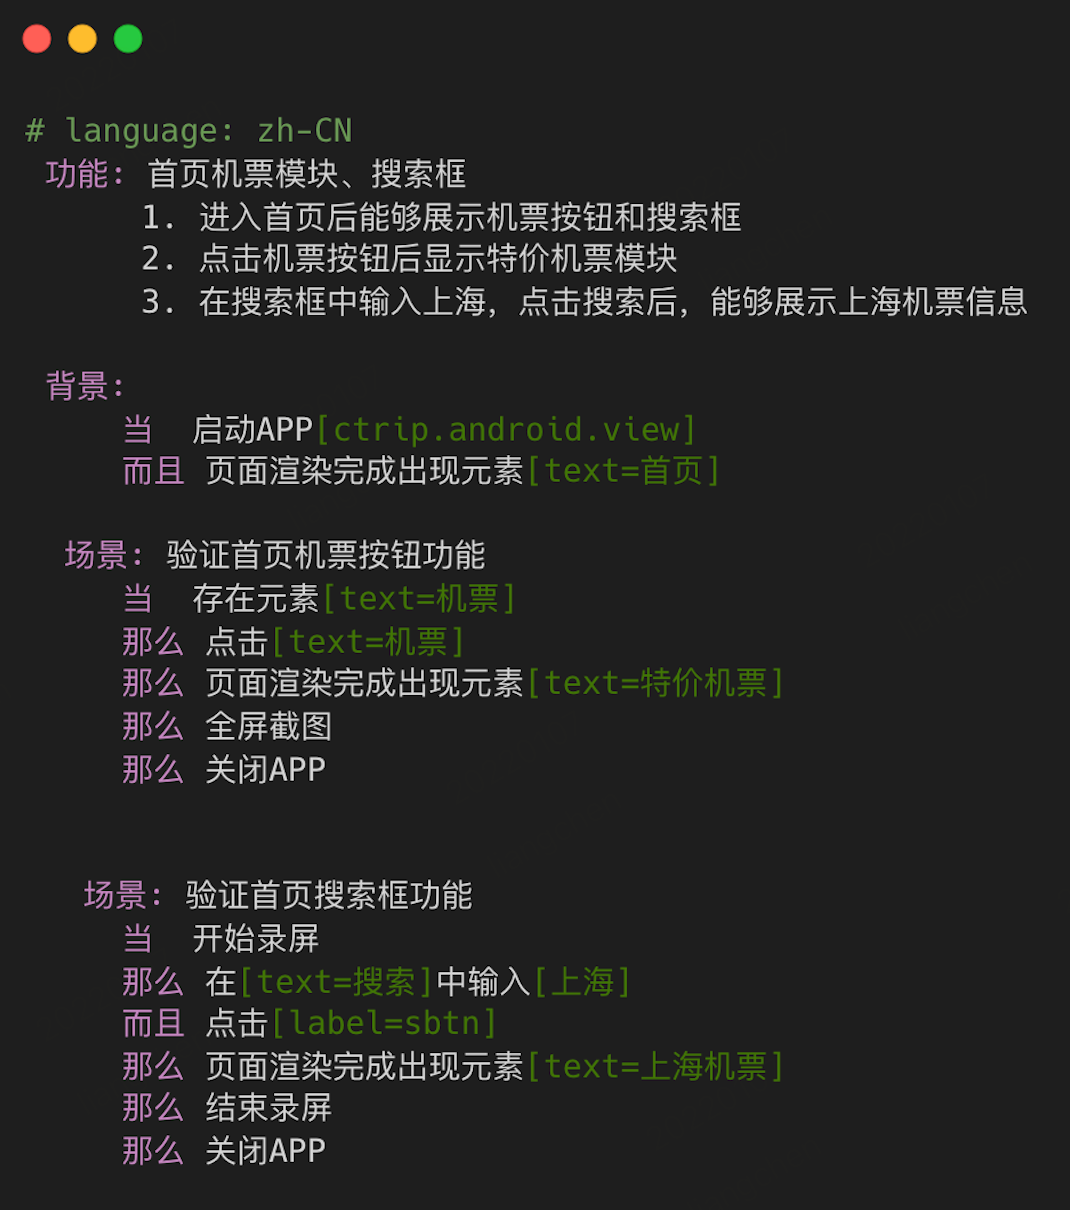 # language: zh-CN
功能: 首页机票模块、搜索框
1. 进入首页后能够展示机票按钮和搜索框
2. 点击机票按钮后显示特价机票模块
3. 在搜索框中输入上海，点击搜索后，能够展示上海机票信息
背景:
当 启动APP[ctrip.android.view]
而且 页面渲染完成出现元素[text=首页]
场景: 验证首页机票按钮功能
当 存在元素[text=机票]
那么 点击[text=机票]
那么 页面渲染完成出现元素[text=特价机票]
那么 全屏截图
那么 关闭APP
场景: 验证首页搜索框功能
当 开始录屏
那么 在[text=搜索]中输入[上海]
而且 点击[label=sbtn]
那么 页面渲染完成出现元素[text=上海机票]
那么 结束录屏
那么 关闭APP